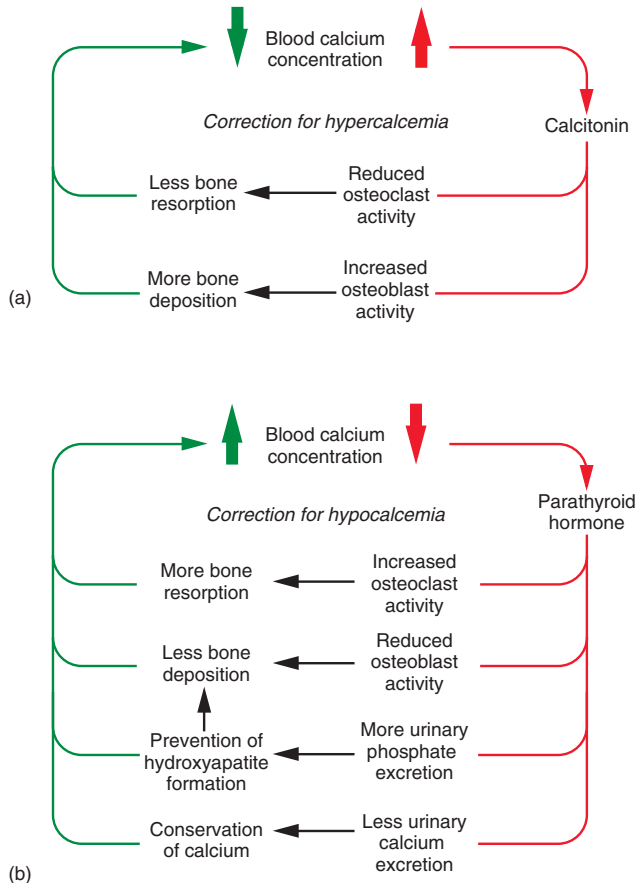 Blood calcium
concentration
Correction for hypercalcemia
Calcitonin
Less bone
resorption
Reduced
osteoclast
activity
More bone
deposition
Increased
osteoblast
activity
(a)
Blood calcium
concentration
Parathyroid
hormone
Correction for hypocalcemia
More bone
resorption
Increased
osteoclast
activity
Less bone
deposition
Reduced
osteoblast
activity
Prevention of
hydroxyapatite
formation
More urinary
phosphate
excretion
Conservation
of calcium
Less urinary
calcium
excretion
(b)